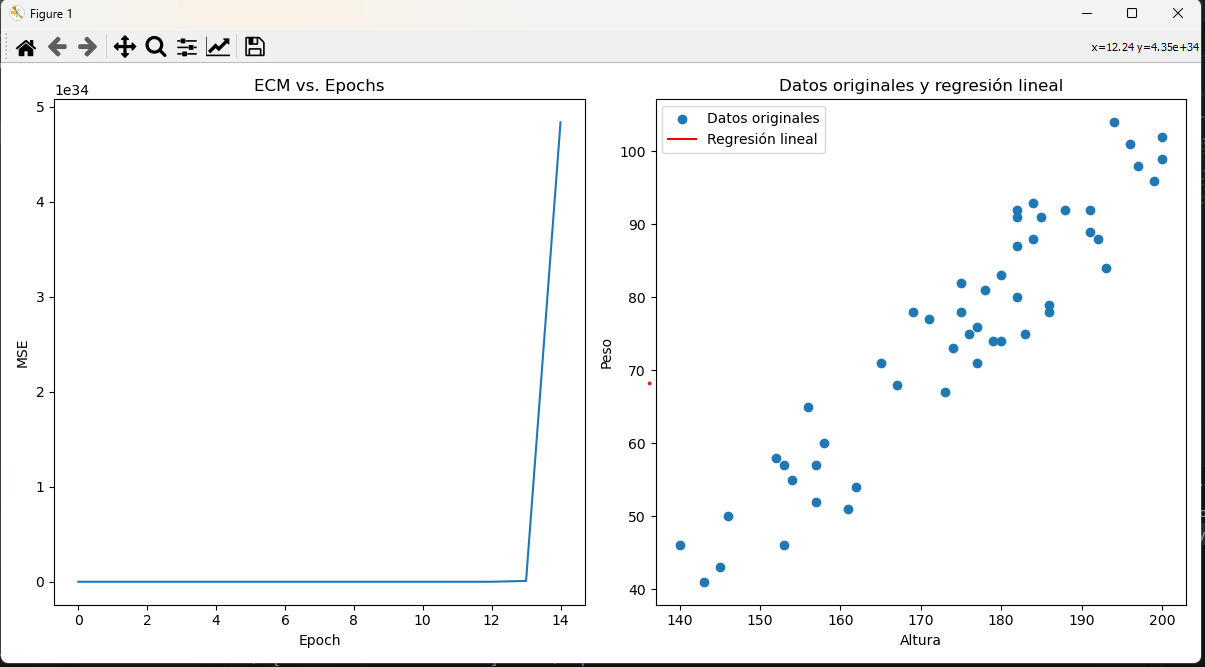 Figure 1
x=12.24 y=4.35e+34
ECM vs. Epochs
1e34
5
4
3
2
1
0
MSE
0 2 4 6 8 10 12 14
Epoch
Datos originales y regresión lineal
Datos originales
Regresión lineal
100
90
80
70
60
50
40
Peso
140 150 160 170 180 190 200
Altura